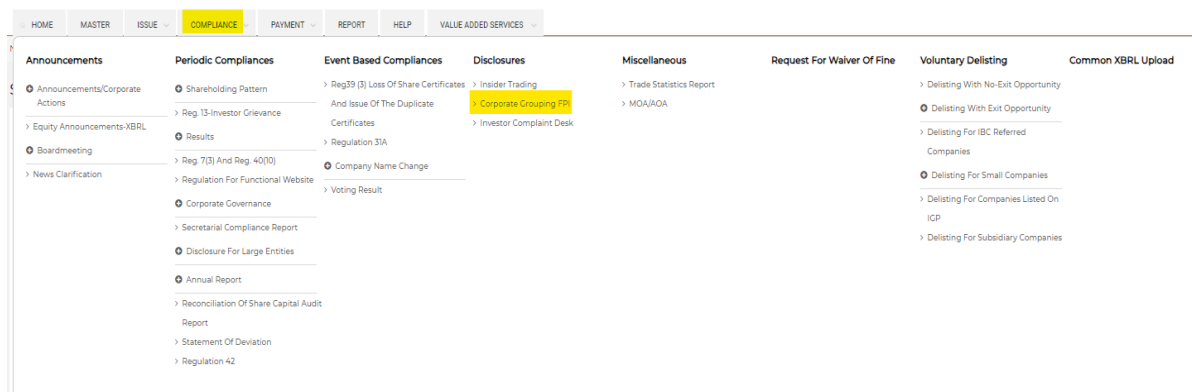 HOME MASTER ISSUE COMPLIANCE PAYMENT REPORT HELP VALUE ADDED SERVICES
Announcements
Announcements/Corporate
Actions
Equity Announcements-XBRL
Boardmeeting
News Clarification
Periodic Compliances
Shareholding Pattern
Reg. 13-Investor Grievance
Results
Reg. 7(3) And Reg. 40(10)
Regulation For Functional Website
Corporate Governance
Secretarial Compliance Report
Disclosure For Large Entities
Annual Report
Reconciliation Of Share Capital Audit
Report
Statement Of Deviation
Regulation 42
Event Based Compliances
Reg39 (3) Loss Of Share Certificates
And Issue Of The Duplicate
Certificates
Regulation 31A
Company Name Change
Voting Result
Disclosures
Insider Trading
Corporate Grouping FPI
Investor Complaint Desk
Miscellaneous
Trade Statistics Report
MOA/AOA
Request For Waiver Of Fine
Voluntary Delisting
Delisting With No-Exit Opportunity
Delisting With Exit Opportunity
Delisting For IBC Referred
Companies
Delisting For Small Companies
Delisting For Companies Listed On
IGP
Delisting For Subsidiary Companies
Common XBRL Upload